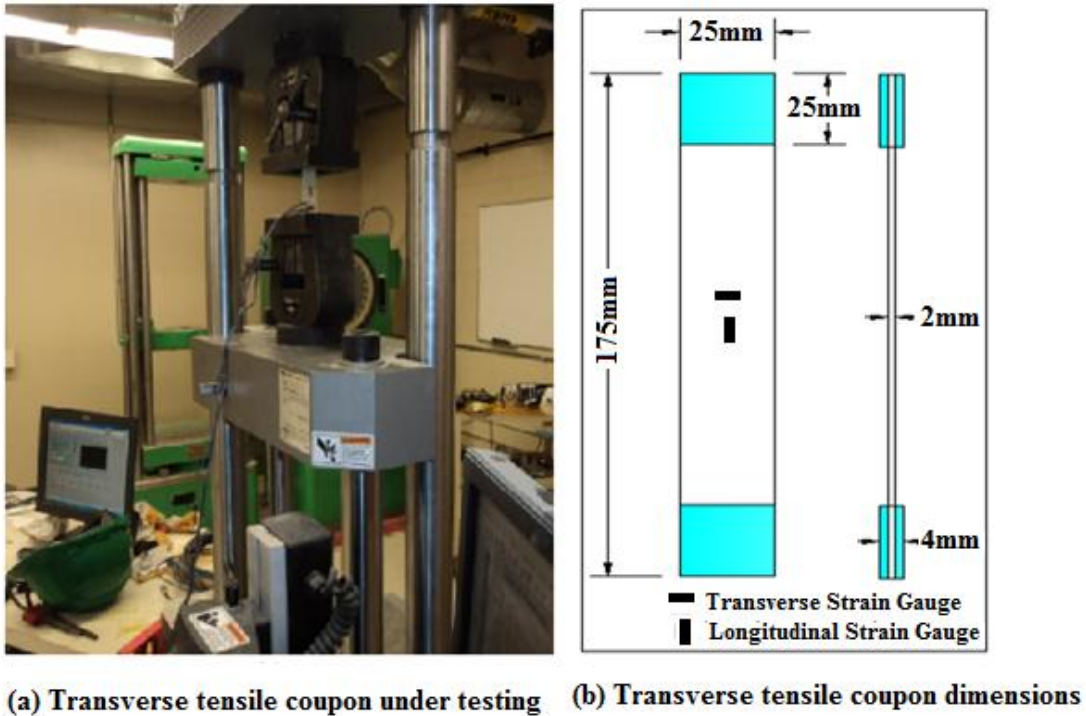 25mm
25mm
175mm
2mm
4mm
Transverse Strain Gauge
Longitudinal Strain Gauge
(a) Transverse tensile coupon under testing
(b) Transverse tensile coupon dimensions